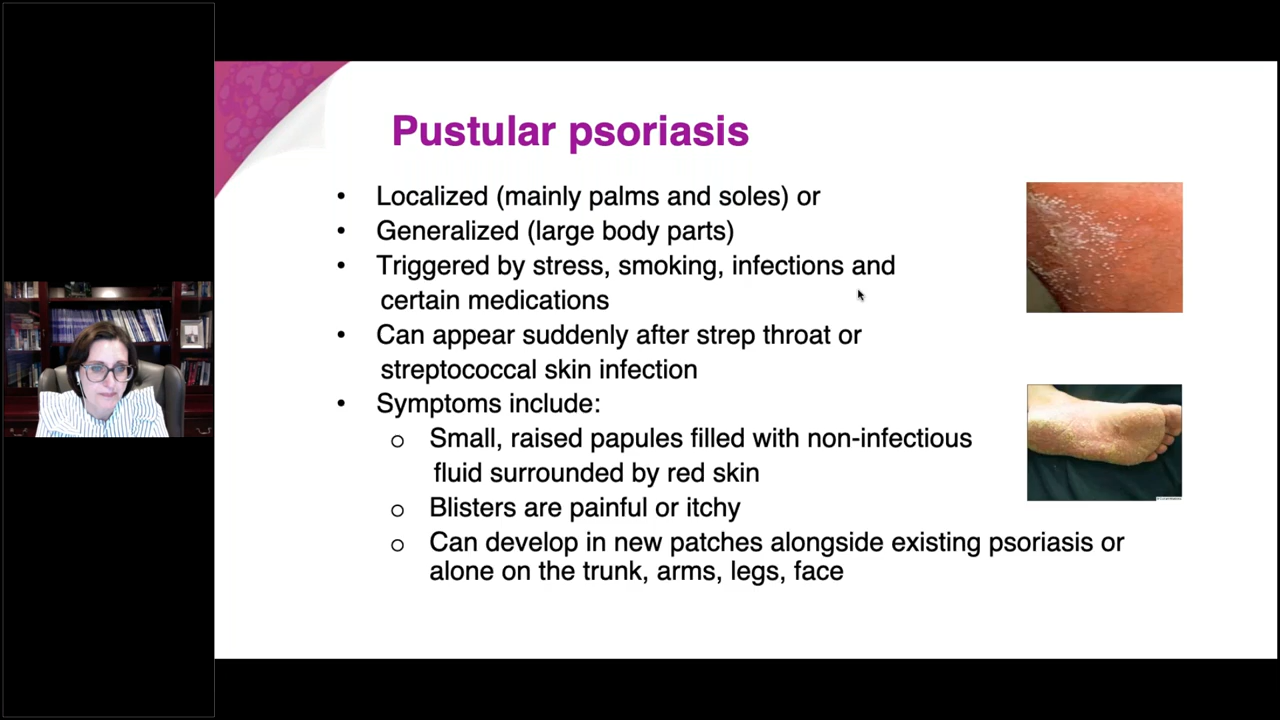 Pustular psoriasis
• Localized (mainly palms and soles) or
• Generalized (large body parts)
• Triggered by stress, smoking, infections and
certain medications
• Can appear suddenly after strep throat or
streptococcal skin infection
• Symptoms include:
o Small, raised papules filled with non-infectious
fluid surrounded by red skin
o Blisters are painful or itchy
o Can develop in new patches alongside existing psoriasis or
alone on the trunk, arms, legs, face